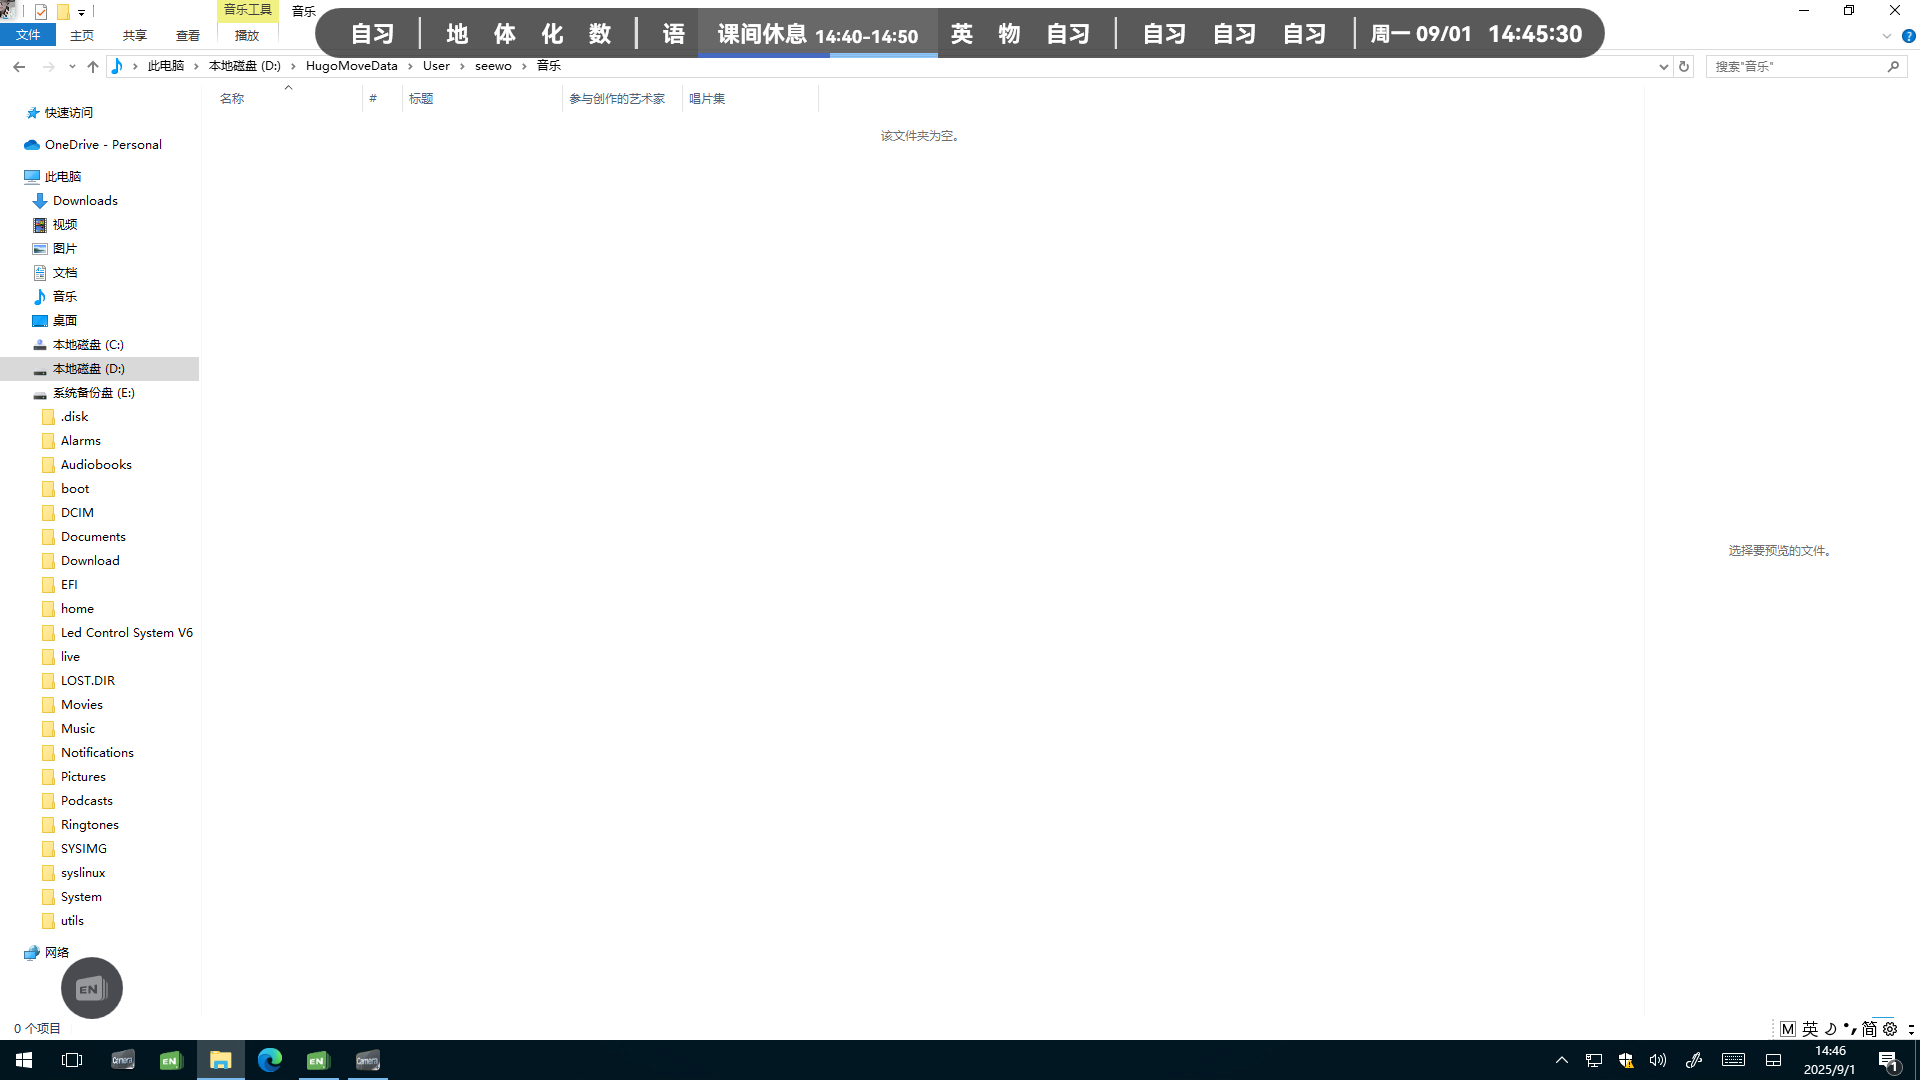 音乐工具 音乐
文件 主页 共享 查看 播放
自习 地 体 化 数 语 课间休息 14:40-14:50 英 物 自习 自习 自习 自习 周一 09/01 14:45:30
此电脑 本地磁盘 (D:) HugoMoveData User seewo 音乐
搜索"音乐"
名称 # 标题 参与创作的艺术家 唱片集
该文件夹为空。
快速访问
OneDrive - Personal
此电脑
Downloads
视频
图片
文档
音乐
桌面
本地磁盘 (C:)
本地磁盘 (D:)
系统备份盘 (E:)
.disk
Alarms
Audiobooks
boot
DCIM
Documents
Download
EFI
home
Led Control System V6
live
LOST.DIR
Movies
Music
Notifications
Pictures
Podcasts
Ringtones
SYSIMG
syslinux
System
utils
网络
选择要预览的文件。
EN
0 个项目
M 英 简
Camera EN EN Camera
14:46
2025/9/1
1